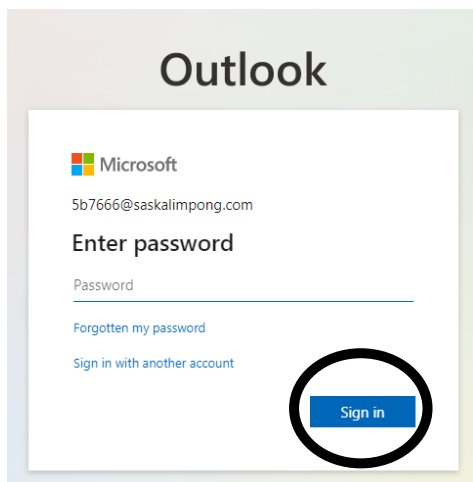 Outlook
Microsoft
5b7666@saskalimpong.com
Enter password
Password
Forgotten my password
Sign in with another account
Sign in